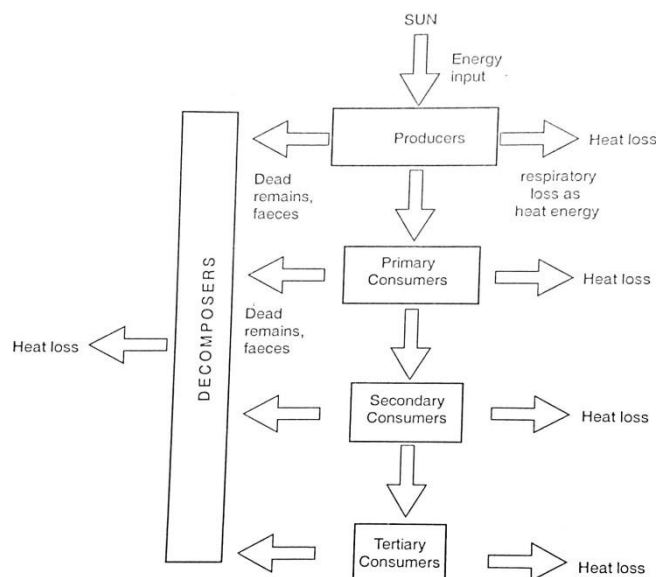 SUN
Energy
input
Producers
Heat loss
Dead
remains,
faeces
respiratory
loss as
heat energy
Primary
Consumers
Heat loss
Dead
remains,
faeces
DECOMPOSERS
Heat loss
Secondary
Consumers
Heat loss
Tertiary
Consumers
Heat loss